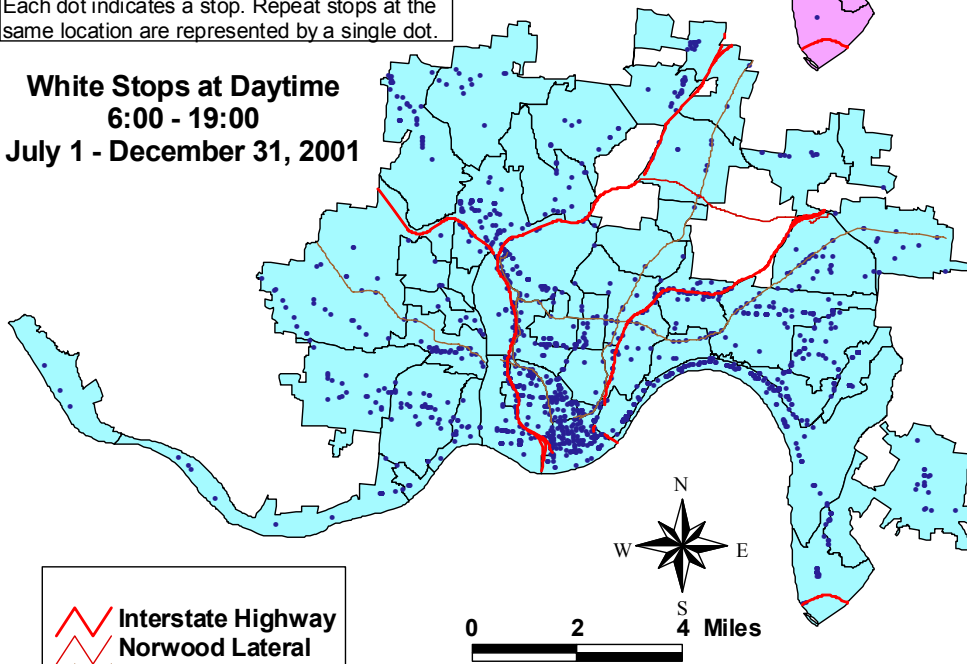 Each dot indicates a stop. Repeat stops at the
same location are represented by a single dot.
White Stops at Daytime
6:00 - 19:00
July 1 - December 31, 2001
N
W E
S
Interstate Highway
Norwood Lateral
0 2 4 Miles